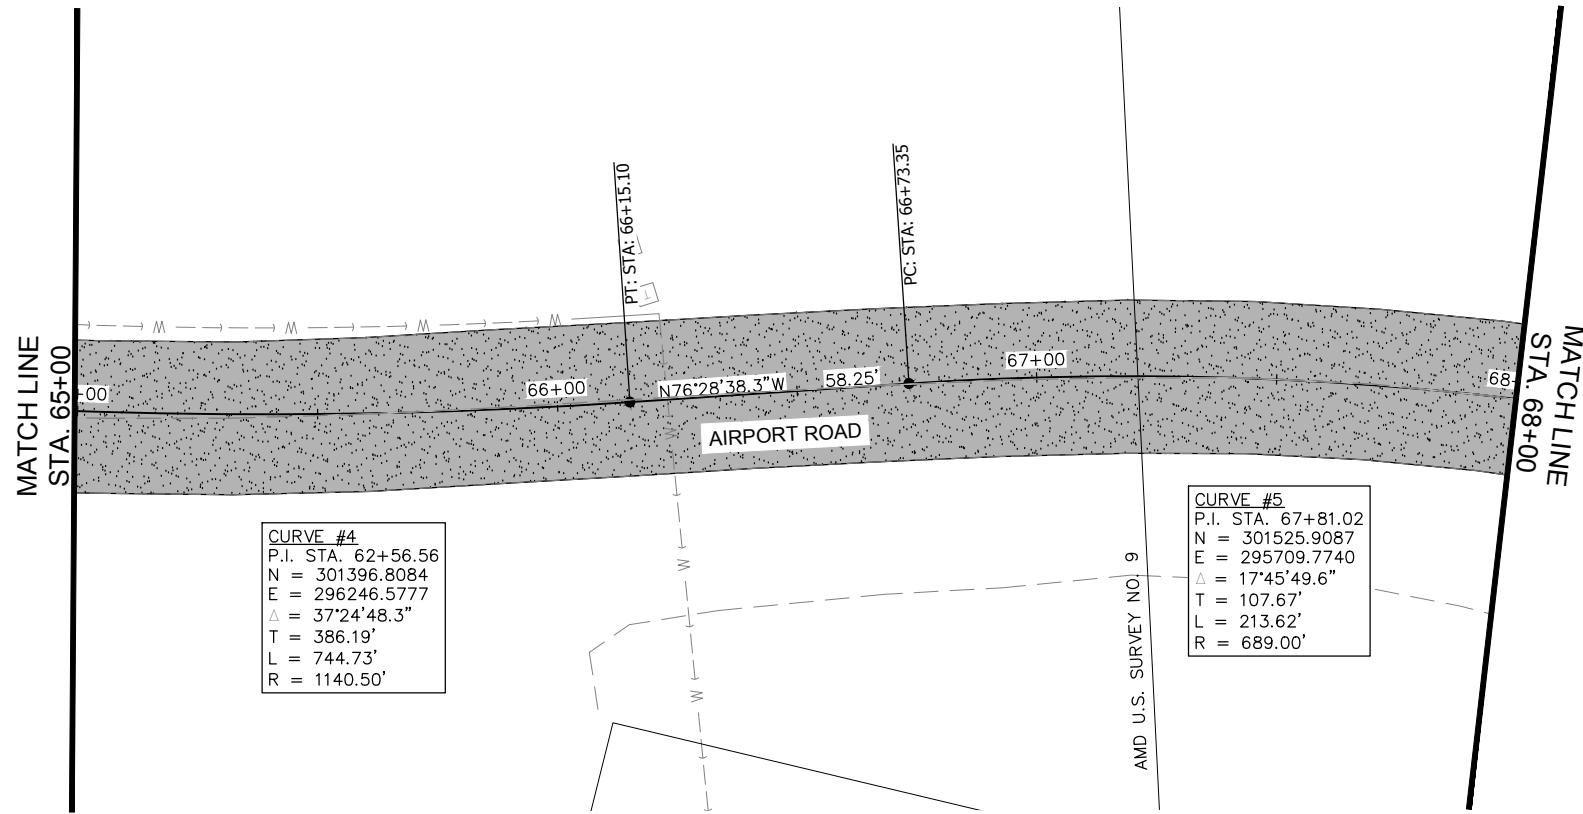 MATCH LINE
STA. 65+00
+00
66+00
PT: STA: 66+15.10
N76°28'38.3"W
58.25'
PC: STA: 66+73.35
67+00
68-
AIRPORT ROAD
MATCH LINE
STA. 68+00
W
W
W
W
W
W
W
CURVE #4
P.I. STA. 62+56.56
N = 301396.8084
E = 296246.5777
△ = 37°24'48.3"
T = 386.19'
L = 744.73'
R = 1140.50'
AMD U.S. SURVEY NO. 9
CURVE #5
P.I. STA. 67+81.02
N = 301525.9087
E = 295709.7740
△ = 17°45'49.6"
T = 107.67'
L = 213.62'
R = 689.00'